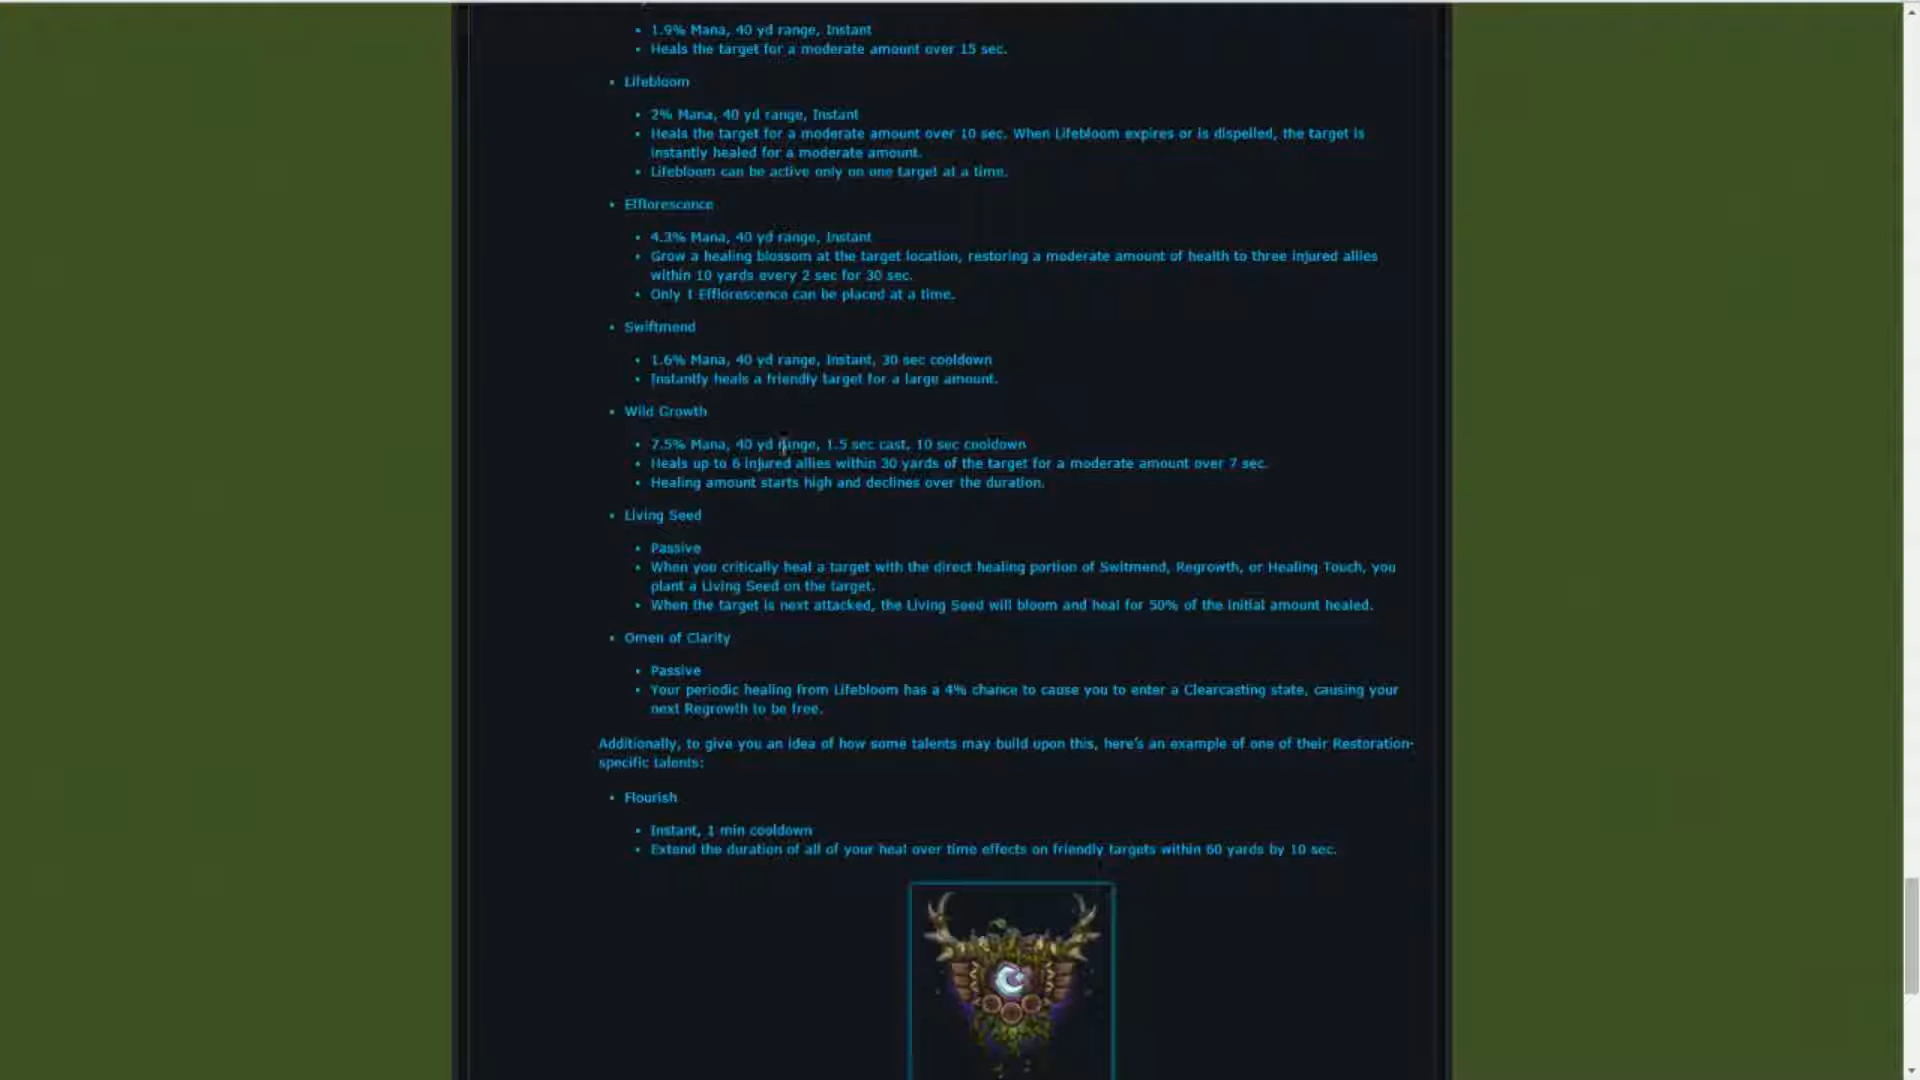 1.9% Mana, 40 yd range, Instant
Heals the target for a moderate amount over 15 sec.
Lifebloom
2% Mana, 40 yd range, Instant
Heals the target for a moderate amount over 10 sec. When Lifebloom expires or is dispelled, the target is
instantly healed for a moderate amount.
Lifebloom can be active only on one target at a time.
Efflorescence
4.3% Mana, 40 yd range, Instant
Grow a healing blossom at the target location, restoring a moderate amount of health to three injured allies
within 10 yards every 2 sec for 30 sec.
Only 1 Efflorescence can be placed at a time.
Swiftmend
1.6% Mana, 40 yd range, Instant, 30 sec cooldown
Instantly heals a friendly target for a large amount.
Wild Growth
7.5% Mana, 40 yd range, 1.5 sec cast, 10 sec cooldown
Heals up to 6 injured allies within 30 yards of the target for a moderate amount over 7 sec.
Healing amount starts high and declines over the duration.
Living Seed
Passive
When you critically heal a target with the direct healing portion of Switmend, Regrowth, or Healing Touch, you
plant a Living Seed on the target.
When the target is next attacked, the Living Seed will bloom and heal for 50% of the initial amount healed.
Omen of Clarity
Passive
Your periodic healing from Lifebloom has a 4% chance to cause you to enter a Clearcasting state, causing your
next Regrowth to be free.
Additionally, to give you an idea of how some talents may build upon this, here's an example of one of their Restoration-
specific talents:
Flourish
Instant, 1 min cooldown
Extend the duration of all of your heal over time effects on friendly targets within 60 yards by 10 sec.